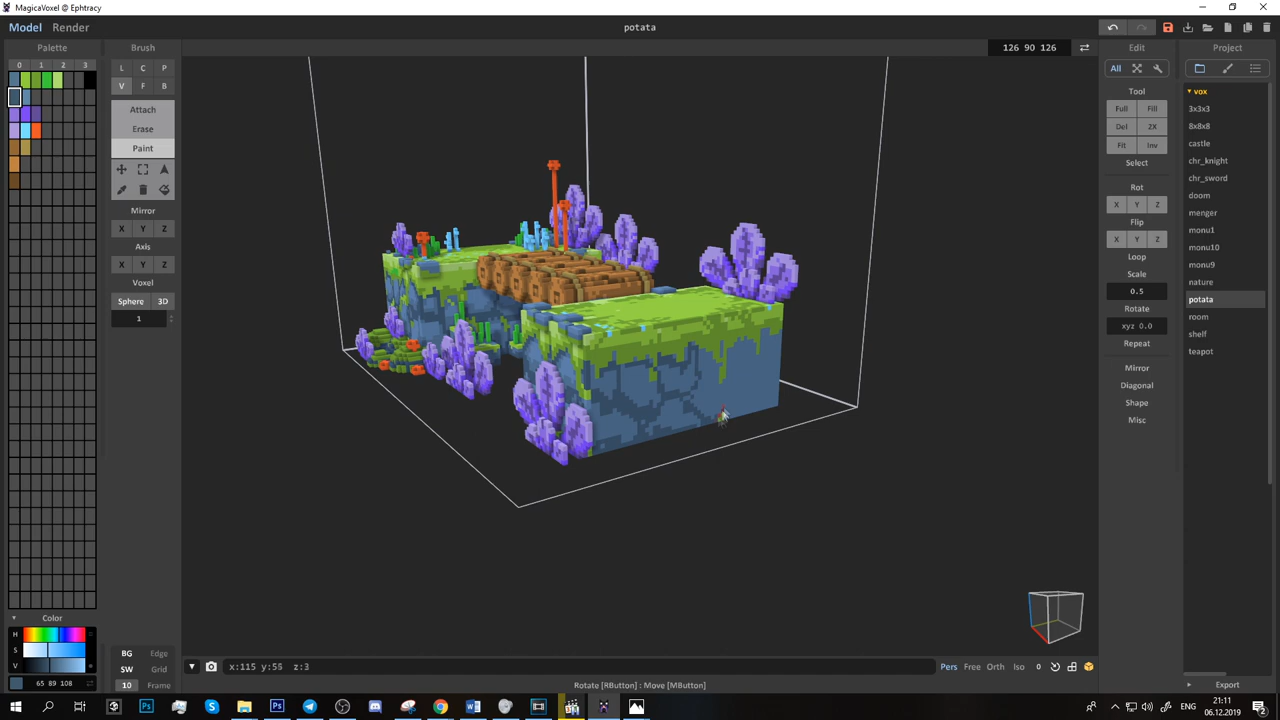 MagicaVoxel @ Ephtracy
Model Render
potata
Palette
0 1 2 3
Color
H
S
V
65 89 108
Brush
L C P
V F B
Attach
Erase
Paint
Mirror
X Y Z
Axis
X Y Z
Voxel
Sphere 3D
1
BG Edge
SW Grid
10 Frame
126 90 126
x:115 y:55 z:3
Pers Free Orth Iso 0
Rotate [RButton] : Move [MButton]
Edit
All
Tool
Full Fill
Del 2X
Flt Inv
Select
Rot
X Y Z
Flip
X Y Z
Loop
Scale
0.5
Rotate
xyz 0.0
Repeat
Mirror
Diagonal
Shape
Misc
Project
vox
3x3x3
8x8x8
castle
chr_knight
chr_sword
doom
menger
monu1
monu10
monu9
nature
potata
room
shelf
teapot
Export
Ps
Ps
ENG
21:11
06.12.2019
2